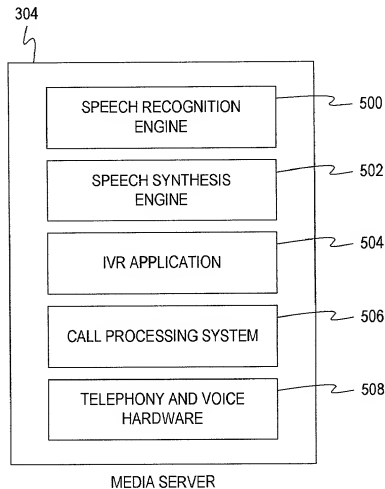 304
SPEECH RECOGNITION
ENGINE
500
SPEECH SYNTHESIS
ENGINE
502
IVR APPLICATION
504
CALL PROCESSING SYSTEM
506
TELEPHONY AND VOICE
HARDWARE
508
MEDIA SERVER